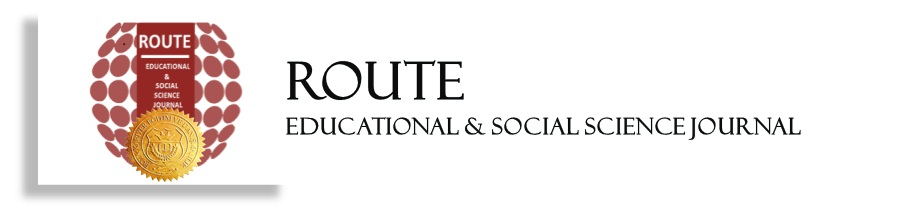 ROUTE
EDUCATIONAL
&
SOCIAL
SCIENCE
JOURNAL
ROUTE
EDUCATIONAL & SOCIAL SCIENCE JOURNAL